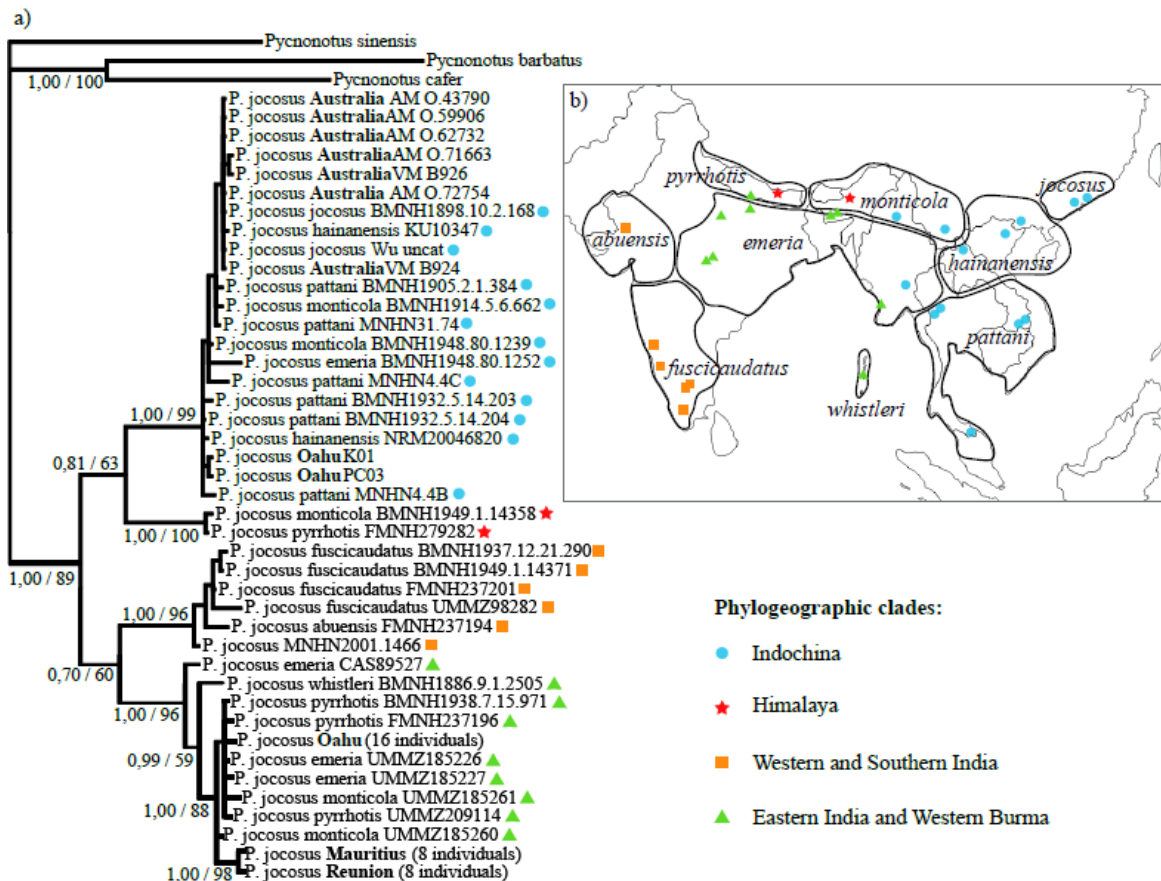 a)
Pycnonotus sinensis
Pycnonotus barbatus
1,00 / 100
Pycnonotus cafer
P. jocosus Australia AM O.43790
P. jocosus AustraliaAM O.59906
P. jocosus AustraliaAM O.62732
P. jocosus AustraliaAM O.71663
P. jocosus AustraliaVM B926
P. jocosus Australia AM O.72754
P. jocosus jocosus BMNH1898.10.2.168
P. jocosus hainanensis KU10347
P. jocosus jocosus Wu uncat
P. jocosus AustraliaVM B924
P. jocosus pattani BMNH1905.2.1.384
P. jocosus monticola BMNH1914.5.6.662
P. jocosus pattani MNHN31.74
P.jocosus monticola BMNH1948.80.1239
P. jocosus emeria BMNH1948.80.1252
P. jocosus pattani MNHN4.4C
P. jocosus pattani BMNH1932.5.14.203
1,00 / 99
P. jocosus pattani BMNH1932.5.14.204
P. jocosus hainanensis NRM20046820
P. jocosus Oahu K01
0,81 / 63
P. jocosus Oahu PC03
P. jocosus pattani MNHN4.4B
P. jocosus monticola BMNH1949.1.14358
1,00 / 100
P. jocosus pyrrhotis FMNH279282
P. jocosus fuscicaudatus BMNH1937.12.21.290
1,00 / 89
P. jocosus fuscicaudatus BMNH1949.1.14371
P. jocosus fuscicaudatus FMNH237201
P. jocosus fuscicaudatus UMMZ98282
1,00 / 96
P. jocosus abuensis FMNH237194
P. jocosus MNHN2001.1466
P. jocosus emeria CAS89527
0,70 / 60
P. jocosus whistleri BMNH1886.9.1.2505
P. jocosus pyrrhotis BMNH1938.7.15.971
1,00 / 96
P. jocosus pyrrhotis FMNH237196
P. jocosus Oahu (16 individuals)
0,99 / 59
P. jocosus emeria UMMZ185226
P. jocosus emeria UMMZ185227
P. jocosus monticola UMMZ185261
1,00 / 88
P. jocosus pyrrhotis UMMZ209114
P. jocosus monticola UMMZ185260
P. jocosus Mauritius (8 individuals)
1,00 / 98
P. jocosus Reunion (8 individuals)
b)
pyrrhotis
monticola
jocosus
abuensis
emeria
hainanensis
pattani
fuscicaudatus
whistleri
Phylogeographic clades:
Indochina
Himalaya
Western and Southern India
Eastern India and Western Burma